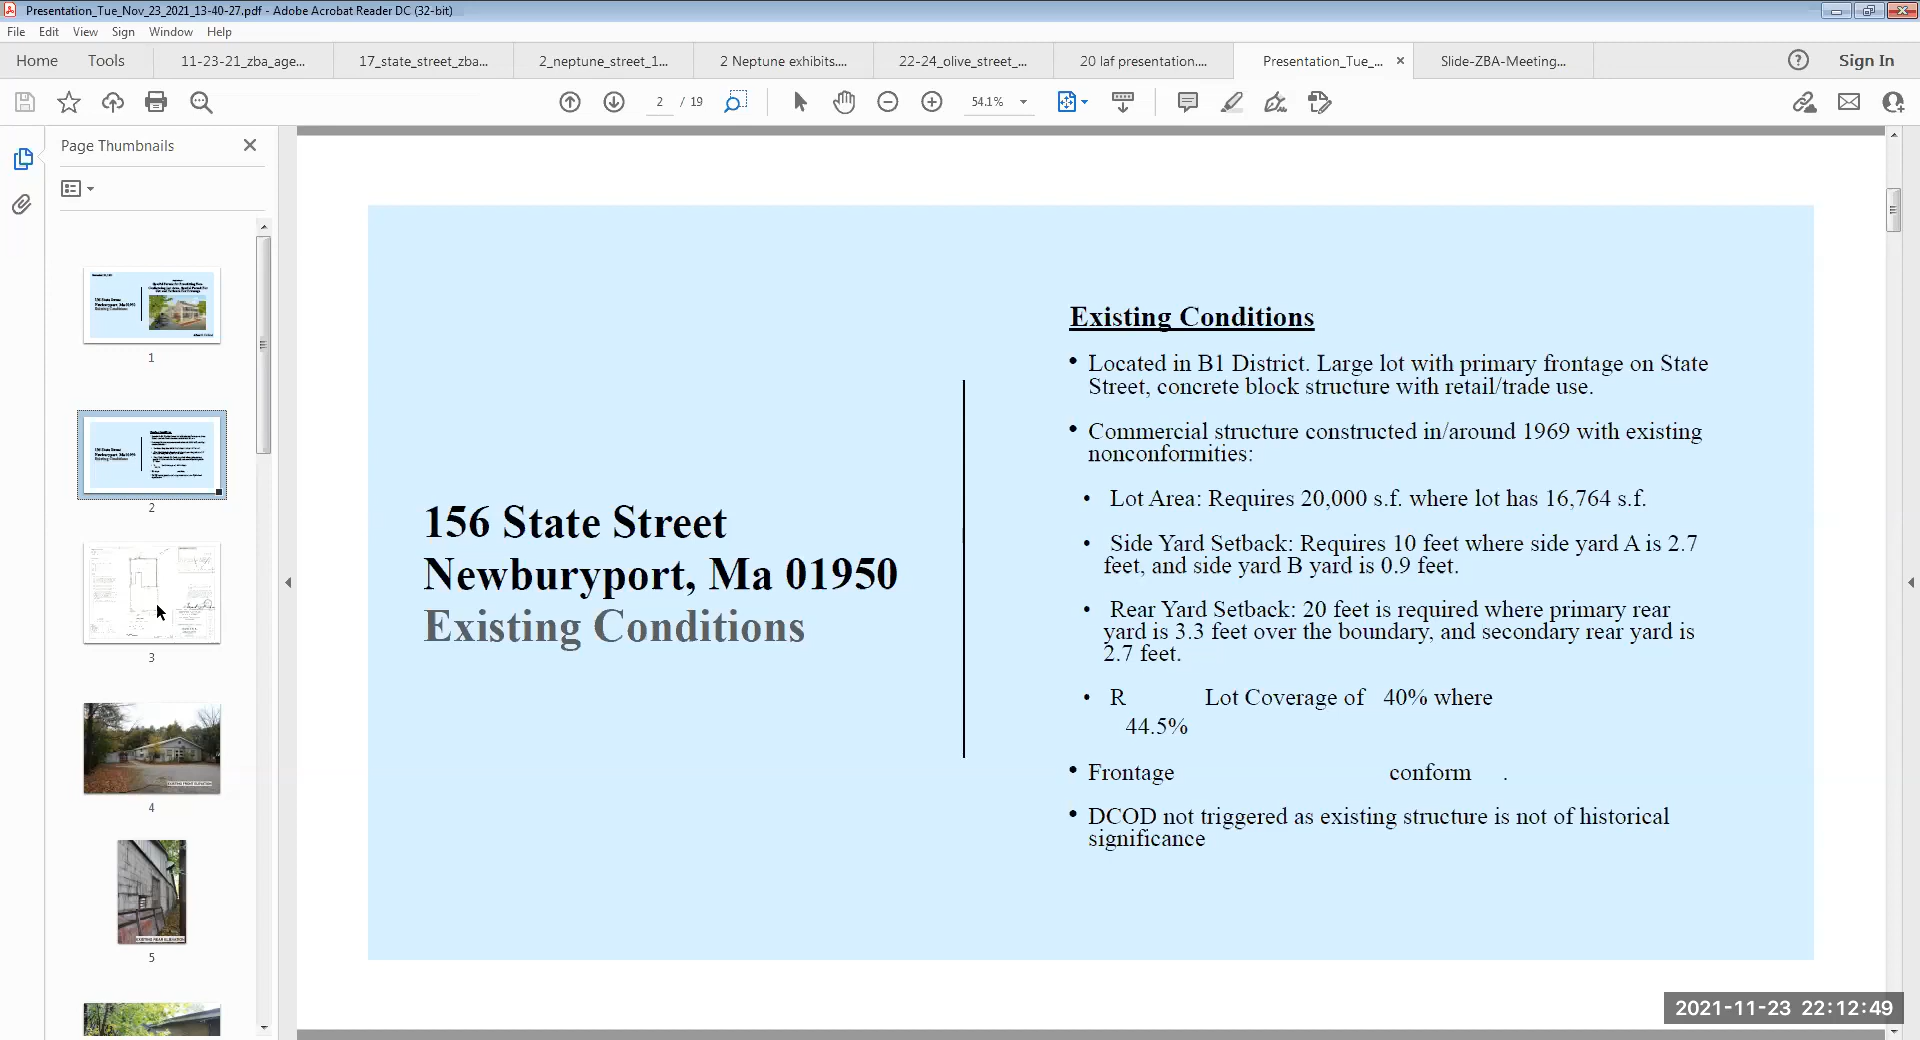 Presentation_Tue_Nov_23_2021_13-40-27.pdf - Adobe Acrobat Reader DC (32-bit)
File Edit View Sign Window Help
Home Tools 11-23-21_zba_age... 17_state_street_zba... 2_neptune_street_1... 2 Neptune exhibits.... 22-24_olive_street_... 20 laf presentation.... Presentation_Tue_... Slide-ZBA-Meeting... Sign In
2 / 19 54.1%
Page Thumbnails
1
2
3
4
5
156 State Street
Newburyport, Ma 01950
Existing Conditions
Existing Conditions
• Located in B1 District. Large lot with primary frontage on State
Street, concrete block structure with retail/trade use.
• Commercial structure constructed in/around 1969 with existing
nonconformities:
• Lot Area: Requires 20,000 s.f. where lot has 16,764 s.f.
• Side Yard Setback: Requires 10 feet where side yard A is 2.7
feet, and side yard B yard is 0.9 feet.
• Rear Yard Setback: 20 feet is required where primary rear
yard is 3.3 feet over the boundary, and secondary rear yard is
2.7 feet.
• R Lot Coverage of 40% where
44.5%
• Frontage conform .
• DCOD not triggered as existing structure is not of historical
significance
2021-11-23 22:12:49